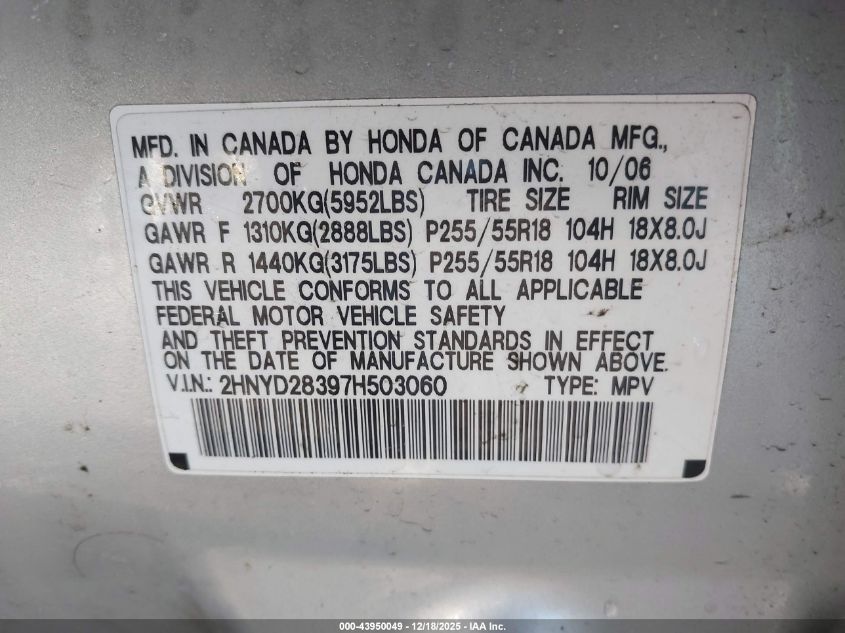 MFD. IN CANADA BY HONDA OF CANADA MFG.,
A DIVISION OF HONDA CANADA INC. 10/06
GVWR 2700KG(5952LBS) TIRE SIZE RIM SIZE
GAWR F 1310KG(2888LBS) P255/55R18 104H 18X8.0J
GAWR R 1440KG(3175LBS) P255/55R18 104H 18X8.0J
THIS VEHICLE CONFORMS TO ALL APPLICABLE
FEDERAL MOTOR VEHICLE SAFETY
AND THEFT PREVENTION STANDARDS IN EFFECT
ON THE DATE OF MANUFACTURE SHOWN ABOVE.
V.I.N.: 2HNYD28397H503060 TYPE: MPV
000-43950049 - 12/18/2025 - IAA Inc.